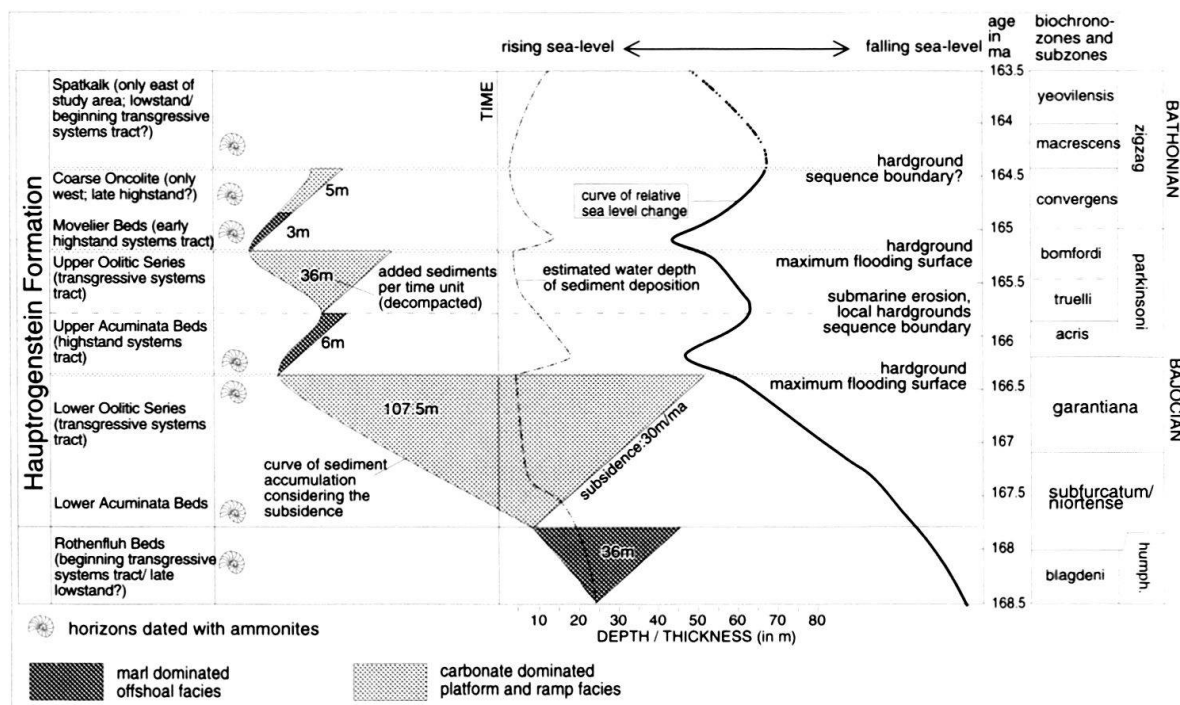 rising sea-level
falling sea-level
age
in
ma
biochrono-
zones and
subzones
Hauptrogenstein Formation
Spatkalk (only east of
study area; lowstand/
beginning transgressive
systems tract?)
Coarse Oncolite (only
west; late highstand?)
Movelier Beds (early
highstand systems tract)
Upper Oolitic Series
(transgressive systems
tract)
Upper Acuminata Beds
(highstand systems
tract)
Lower Oolitic Series
(transgressive systems
tract)
Lower Acuminata Beds
Rothenfluh Beds
(beginning transgressive
systems tract/ late
lowstand?)
TIME
5m
3m
36m
6m
107.5m
36m
added sediments
per time unit
(decompacted)
curve of sediment
accumulation
considering the
subsidence
subsidence:30m/ma
estimated water depth
of sediment deposition
curve of relative
sea level change
hardground
sequence boundary?
hardground
maximum flooding surface
submarine erosion,
local hardgrounds
sequence boundary
hardground
maximum flooding surface
163.5
164
164.5
165
165.5
166
166.5
167
167.5
168
168.5
yeovilensis
macrescens
convergens
bomfordi
truelli
acris
garantiana
subfurcatum/
niortense
blagdeni
zigzag
parkinsoni
humph.
BATHONIAN
BAJOCIAN
10 20 30 40 50 60 70 80
DEPTH / THICKNESS (in m)
horizons dated with ammonites
marl dominated
offshoal facies
carbonate dominated
platform and ramp facies